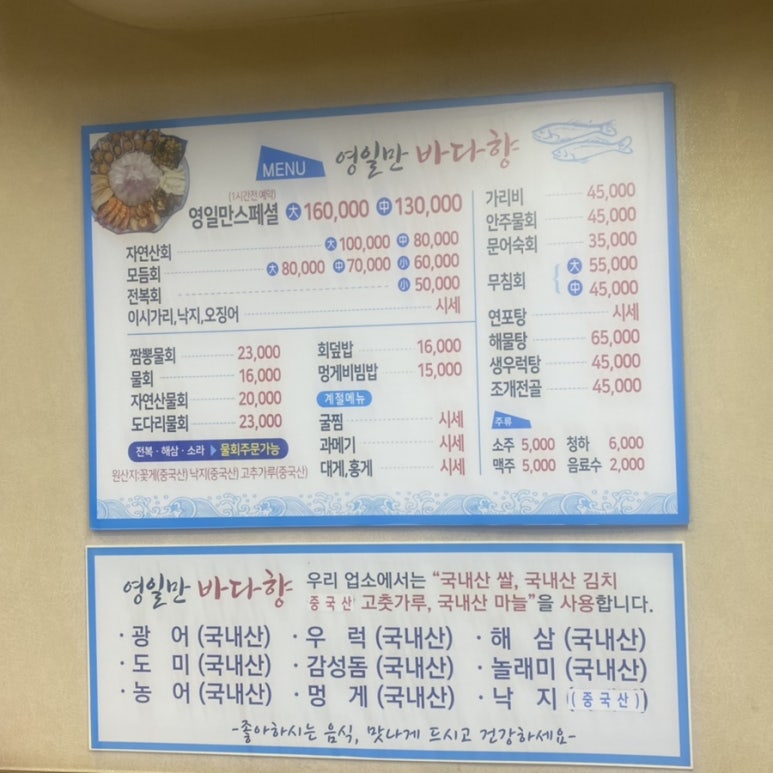 MENU 영일만 바다향
(1시간전 예약)
영일만스페셜 大 160,000 中 130,000
자연산회 大 100,000 中 80,000
모듬회 大 80,000 中 70,000 小 60,000
전복회 小 50,000
이시가리,낙지,오징어 시세
짬뽕물회 23,000
물회 16,000
자연산물회 20,000
도다리물회 23,000
전복·해삼·소라 ▶ 물회주문가능
원산지:꽃게(중국산) 낙지(중국산) 고추가루(중국산)
회덮밥 16,000
멍게비빔밥 15,000
계절메뉴
굴찜 시세
과메기 시세
대게,홍게 시세
가리비 45,000
안주물회 45,000
문어숙회 35,000
무침회 大 55,000
中 45,000
연포탕 시세
해물탕 65,000
생우럭탕 45,000
조개전골 45,000
주류
소주 5,000 청하 6,000
맥주 5,000 음료수 2,000
영일만 바다향 우리 업소에서는 "국내산 쌀, 국내산 김치
중국산 고춧가루, 국내산 마늘"을 사용합니다.
·광 어 (국내산) ·우 럭 (국내산) ·해 삼 (국내산)
·도 미 (국내산) ·감성돔 (국내산) ·놀래미 (국내산)
·농 어 (국내산) ·멍 게 (국내산) ·낙 지 (중국산)
-좋아하시는 음식, 맛나게 드시고 건강하세요-